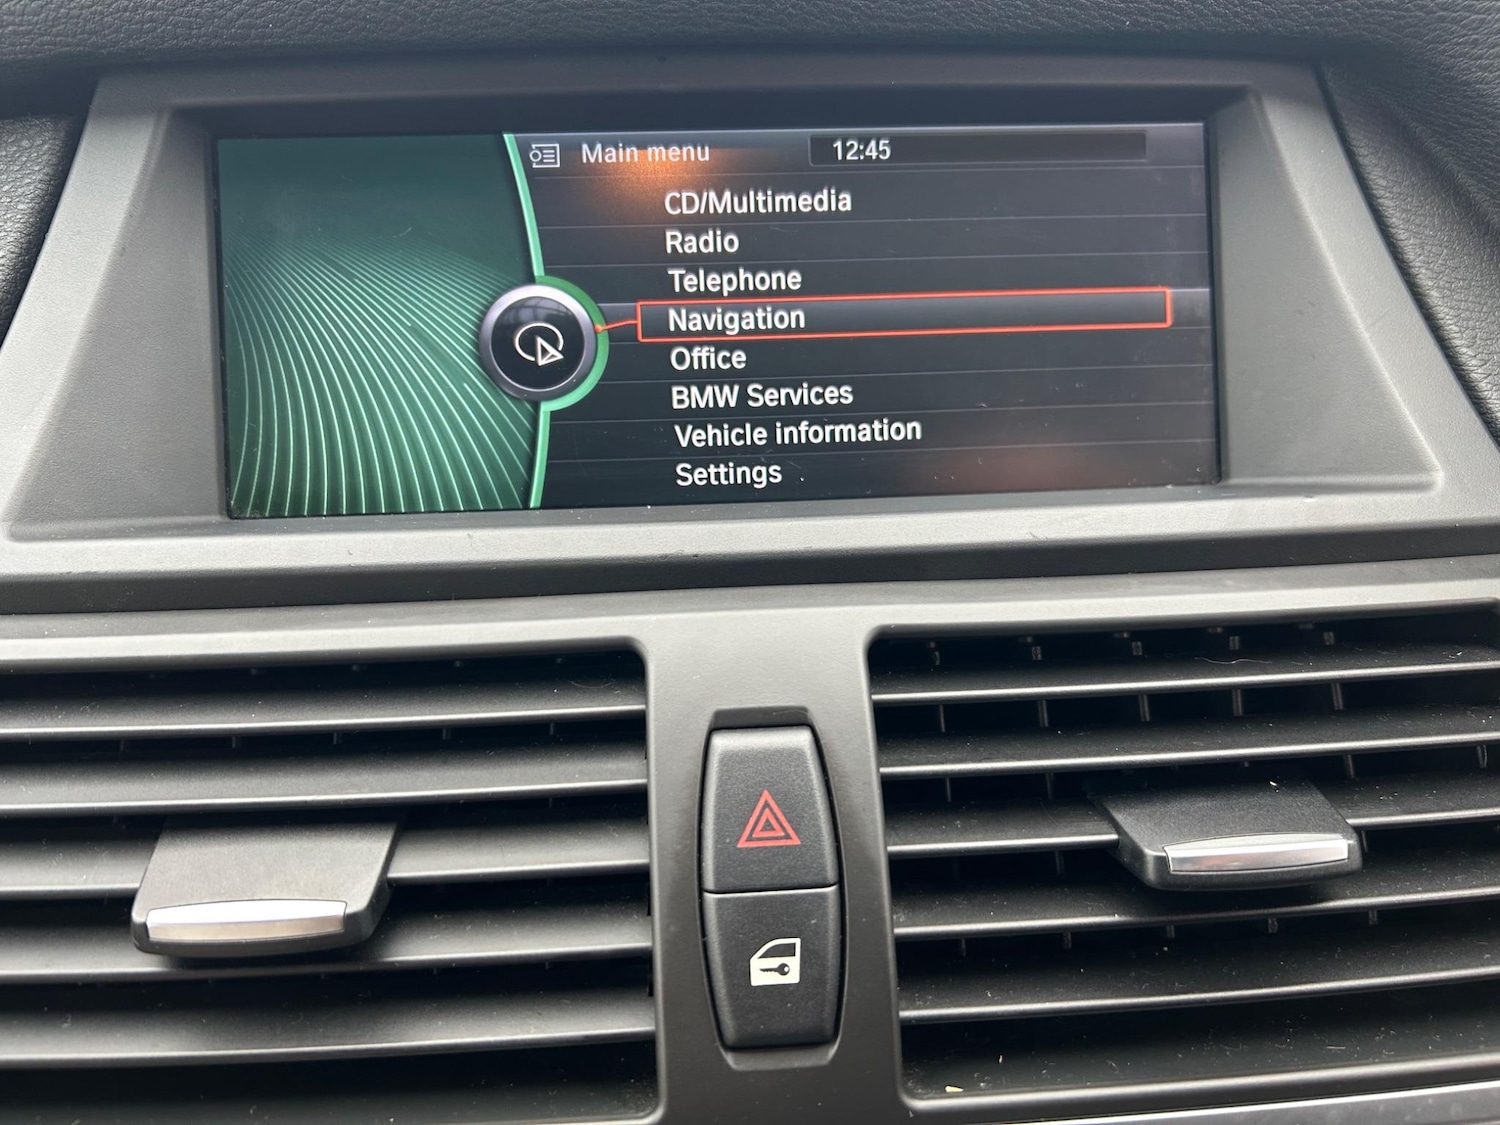 Main menu 12:45
CD/Multimedia
Radio
Telephone
Navigation
Office
BMW Services
Vehicle information
Settings